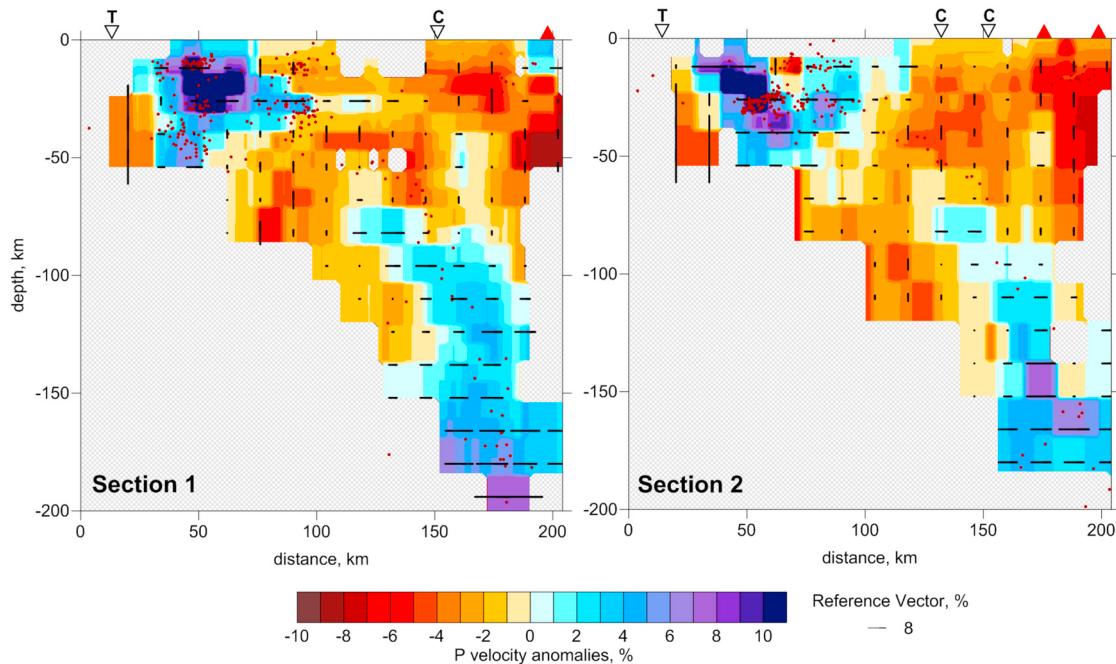 T C T C C
0 0
-50 -50
depth, km
-100 -100
-150 -150
Section 1 Section 2
-200 -200
0 50 100 150 200 0 50 100 150 200
distance, km distance, km
Reference Vector, %
8
-10 -8 -6 -4 -2 0 2 4 6 8 10
P velocity anomalies, %